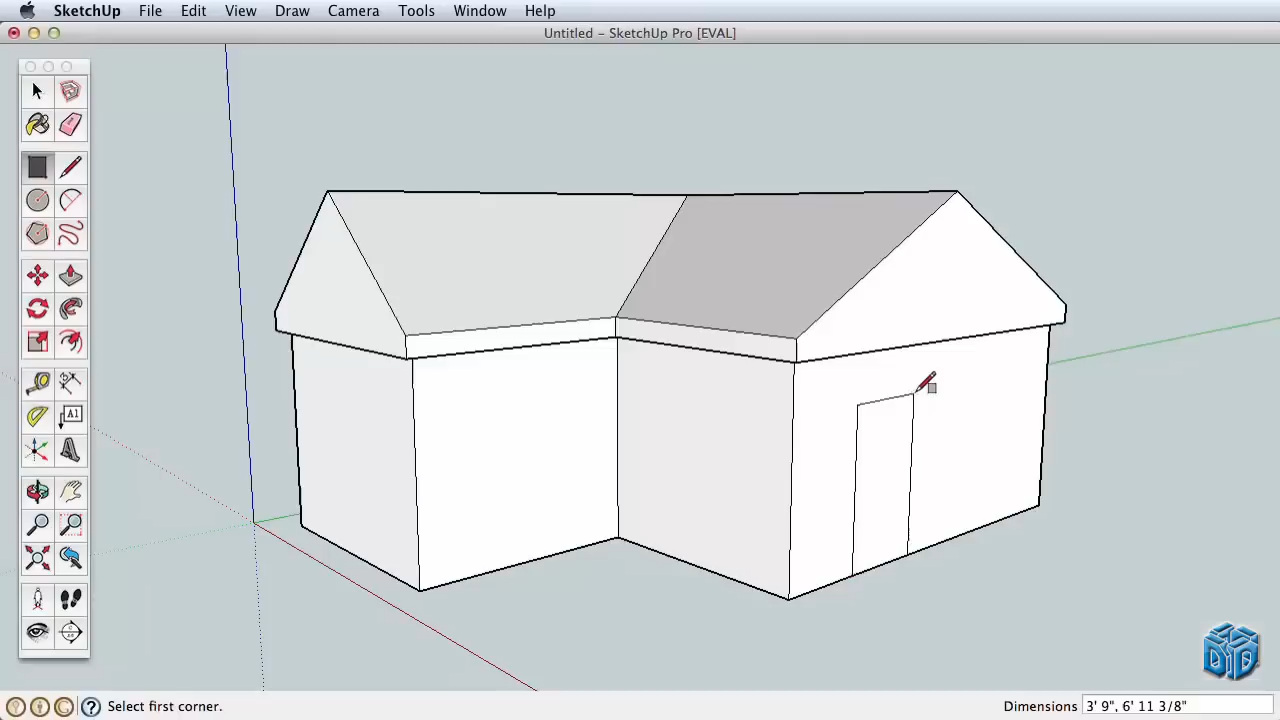 SketchUp File Edit View Draw Camera Tools Window Help
Untitled – SketchUp Pro [EVAL]
A1
Select first corner.
Dimensions 3' 9", 6' 11 3/8"